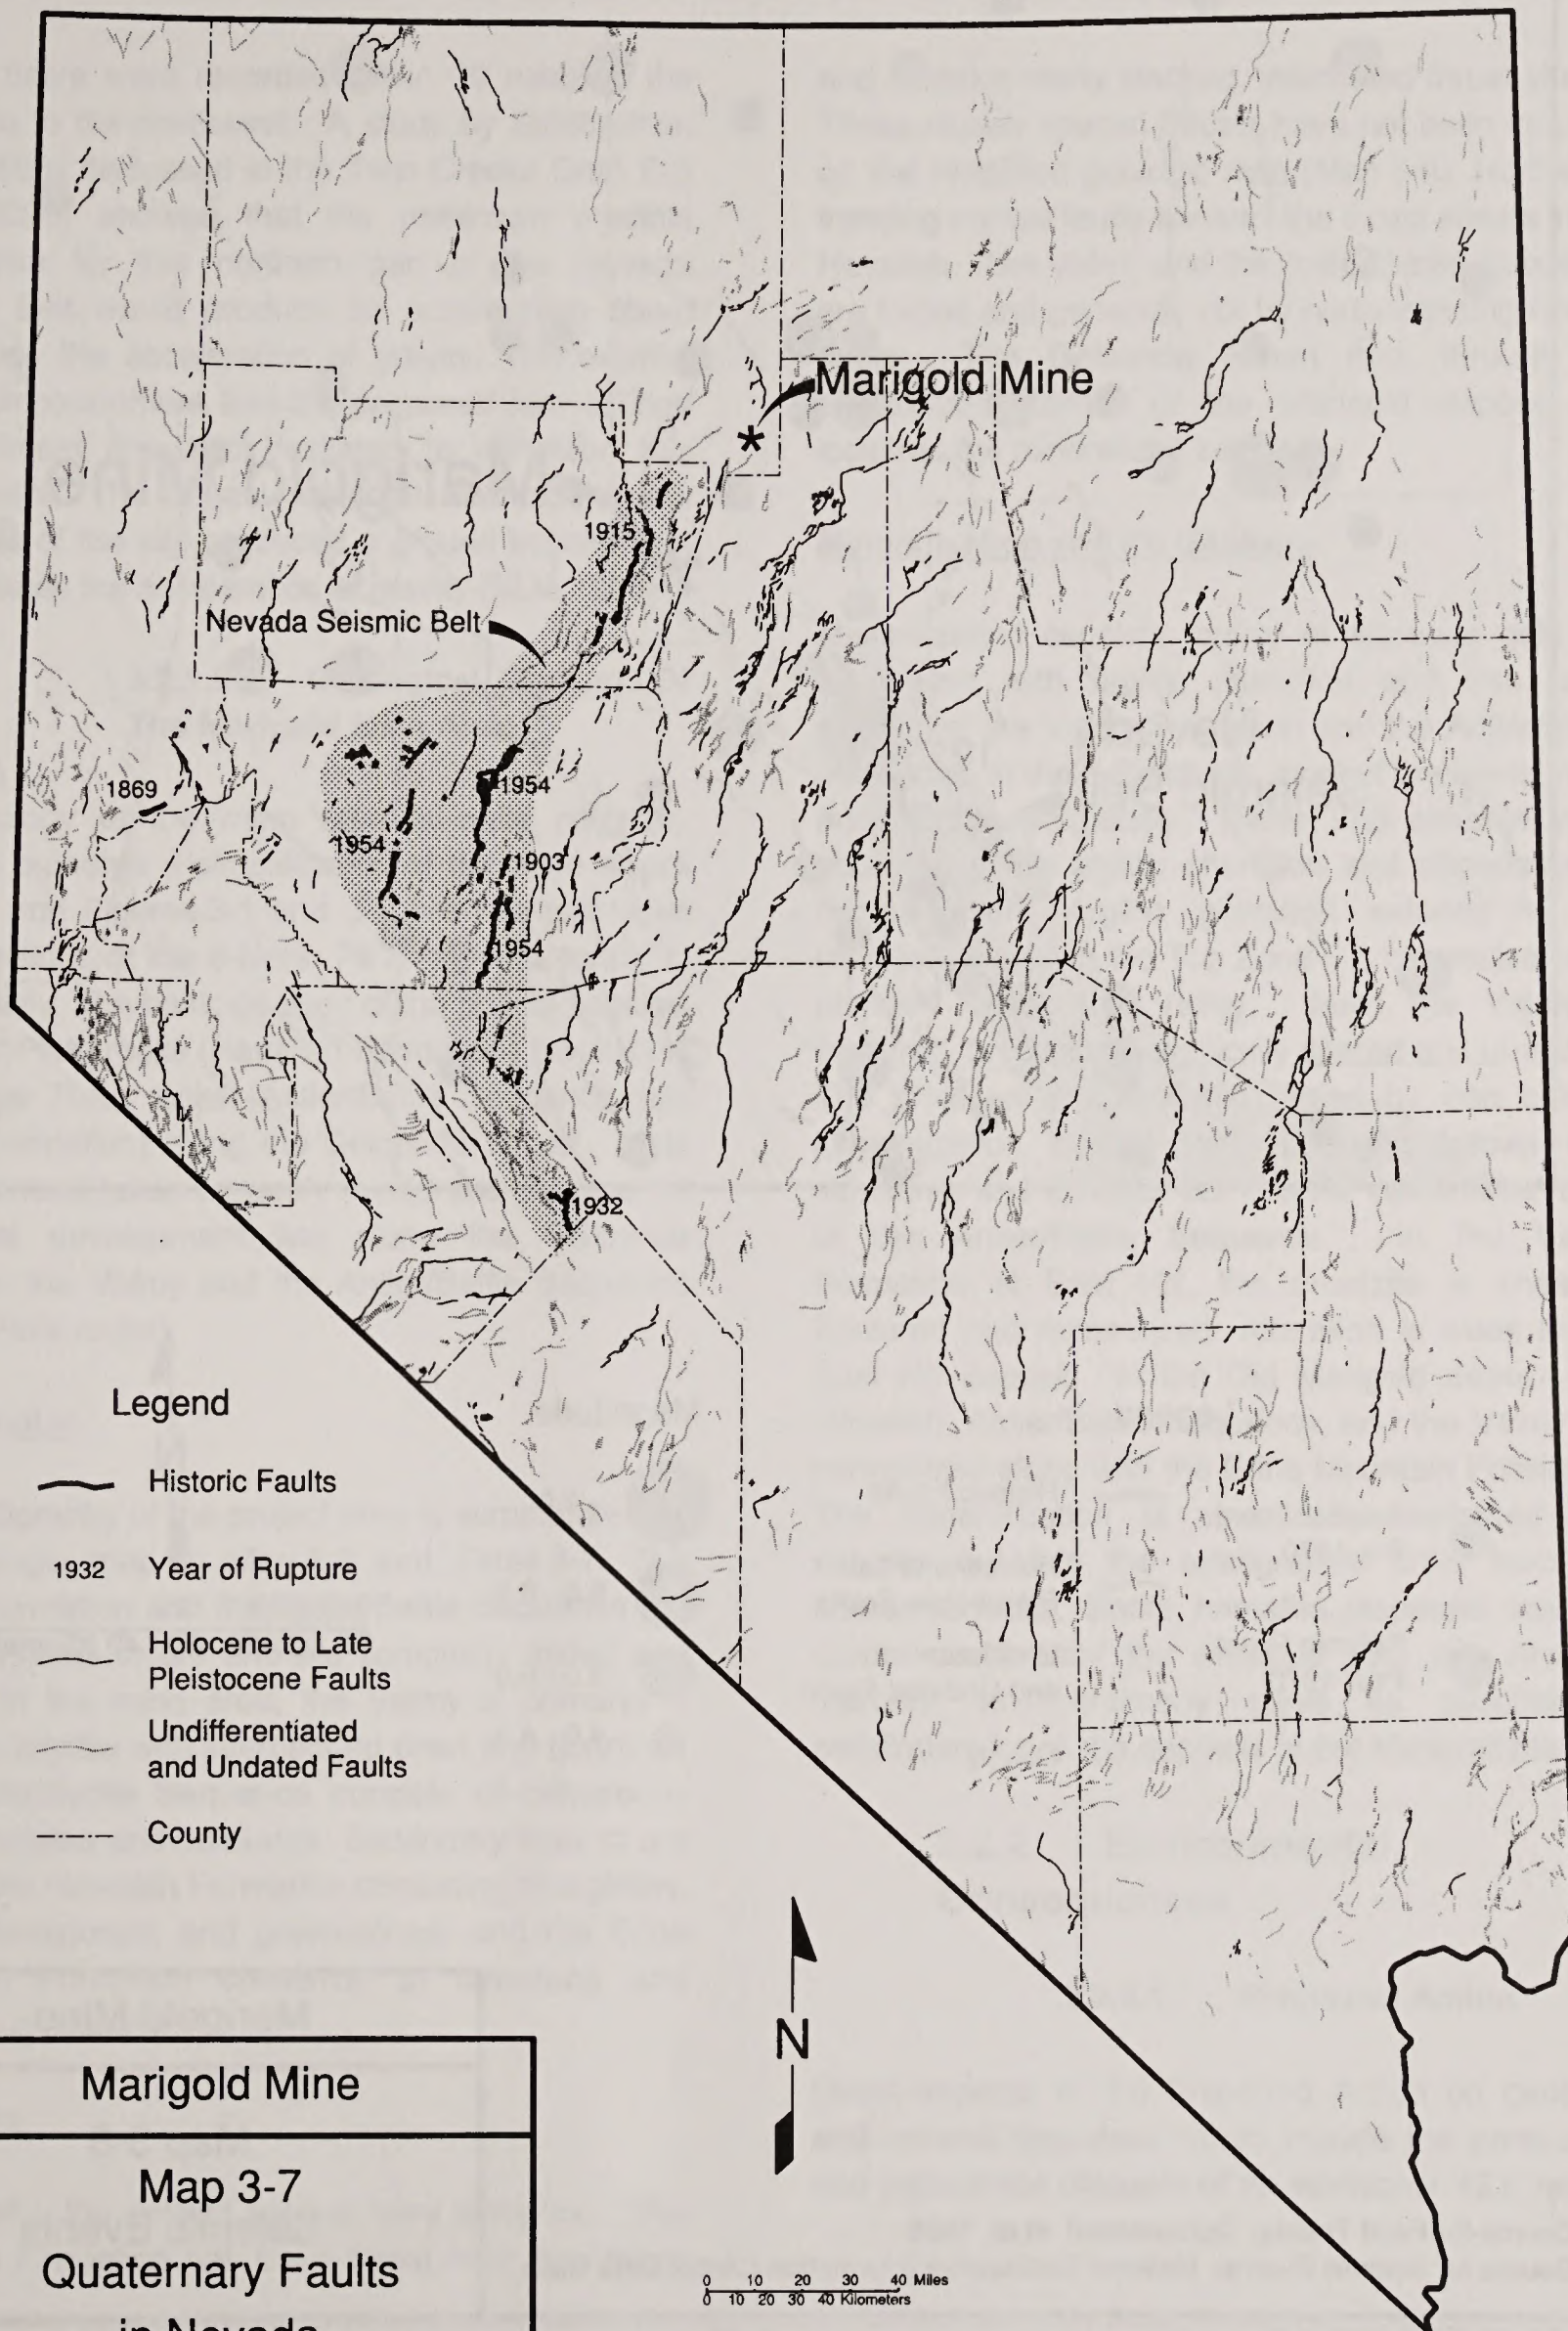 Marigold Mine
*
1915
Nevada Seismic Belt
1869
1954
1954
1903
1954
1932
Legend
Historic Faults
1932 Year of Rupture
Holocene to Late
Pleistocene Faults
Undifferentiated
and Undated Faults
County
N
Marigold Mine
Map 3-7
Quaternary Faults
in Nevada
0 10 20 30 40 Miles
0 10 20 30 40 Kilometers